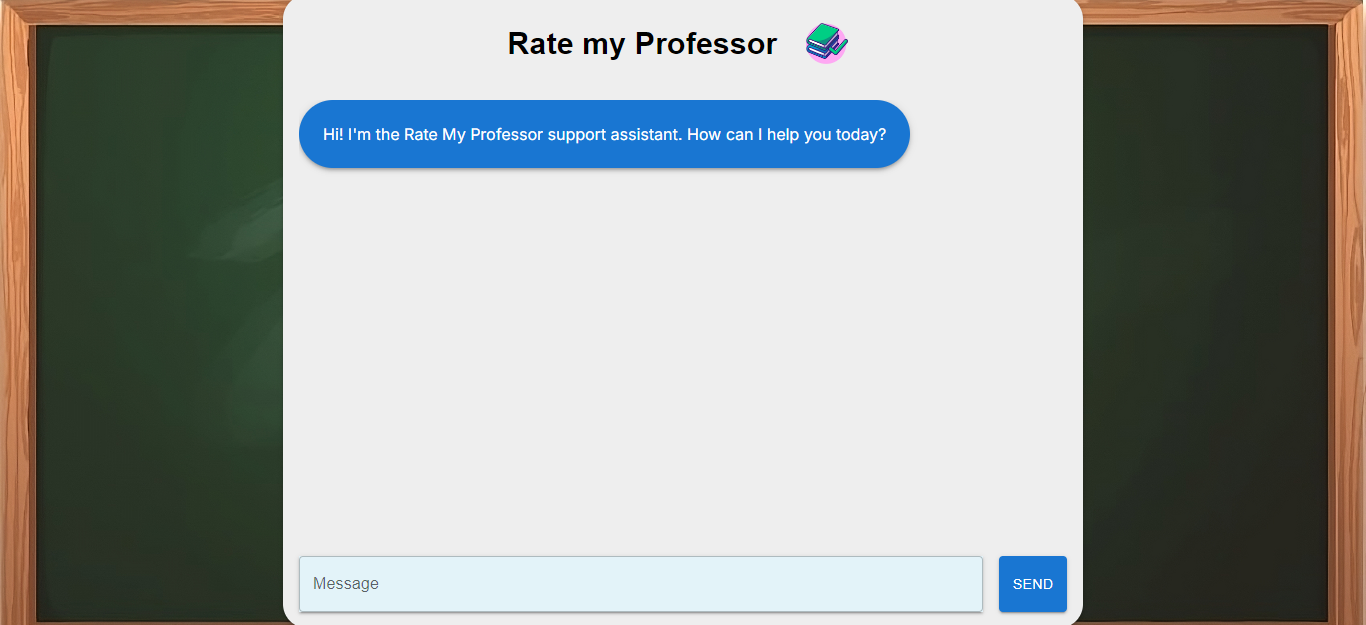 Rate my Professor
Hi! I'm the Rate My Professor support assistant. How can I help you today?
Message
SEND